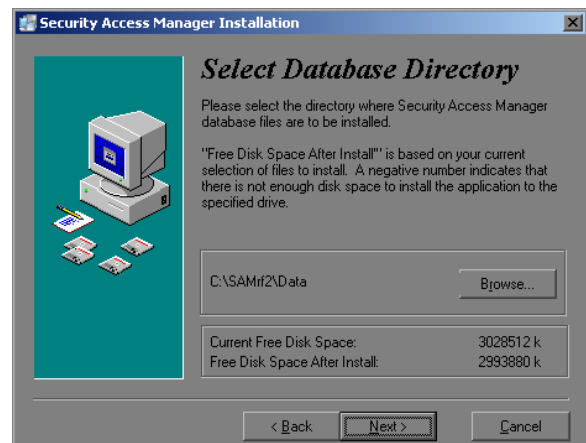 Security Access Manager Installation
Select Database Directory
Please select the directory where Security Access Manager
database files are to be installed.
"Free Disk Space After Install"' is based on your current
selection of files to install. A negative number indicates that
there is not enough disk space to install the application to the
specified drive.
C:\SAMrf2\Data
Browse...
Current Free Disk Space: 3028512 k
Free Disk Space After Install: 2993880 k
< Back
Next >
Cancel